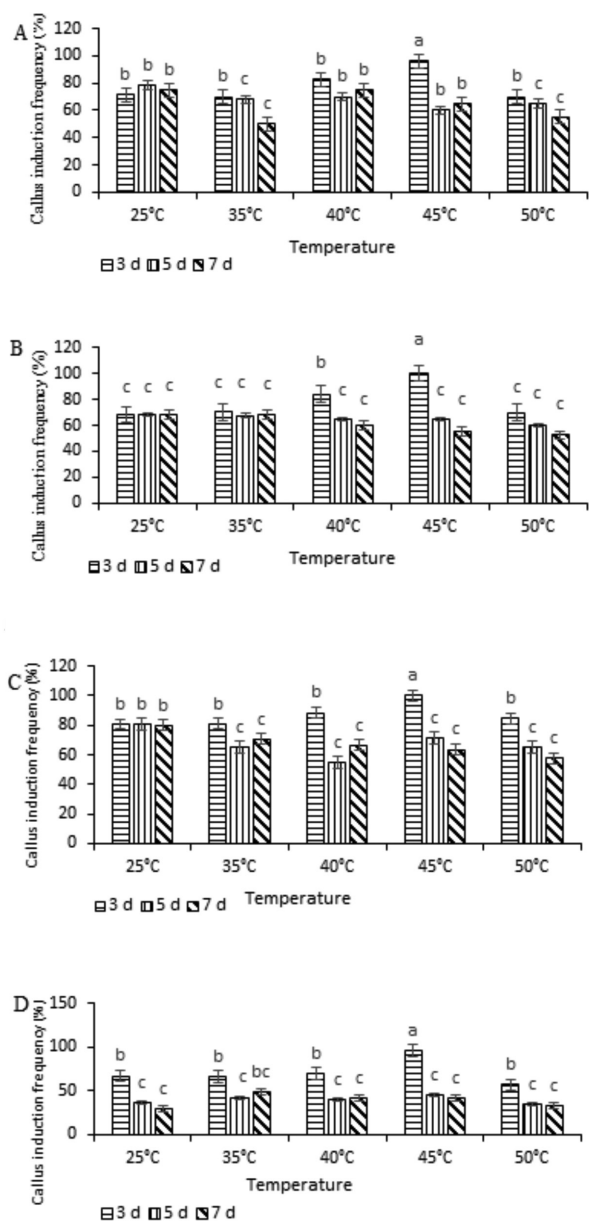 A
Callus induction frequency (%)
120
100
80
60
40
20
0
b b b b c c b b b a b b b c c
25°C 35°C 40°C 45°C 50°C
Temperature
3 d 5 d 7 d
B
Callus induction frequency (%)
120
100
80
60
40
20
0
c c c c c c b c c a c c c c c
25°C 35°C 40°C 45°C 50°C
Temperature
3 d 5 d 7 d
C
Callus induction frequency (%)
120
100
80
60
40
20
0
b b b b c c b c c a c c b c c
25°C 35°C 40°C 45°C 50°C
Temperature
3 d 5 d 7 d
D
Callus induction frequency (%)
150
100
50
0
b c c b c bc b c c a c c b c c
25°C 35°C 40°C 45°C 50°C
Temperature
3 d 5 d 7 d